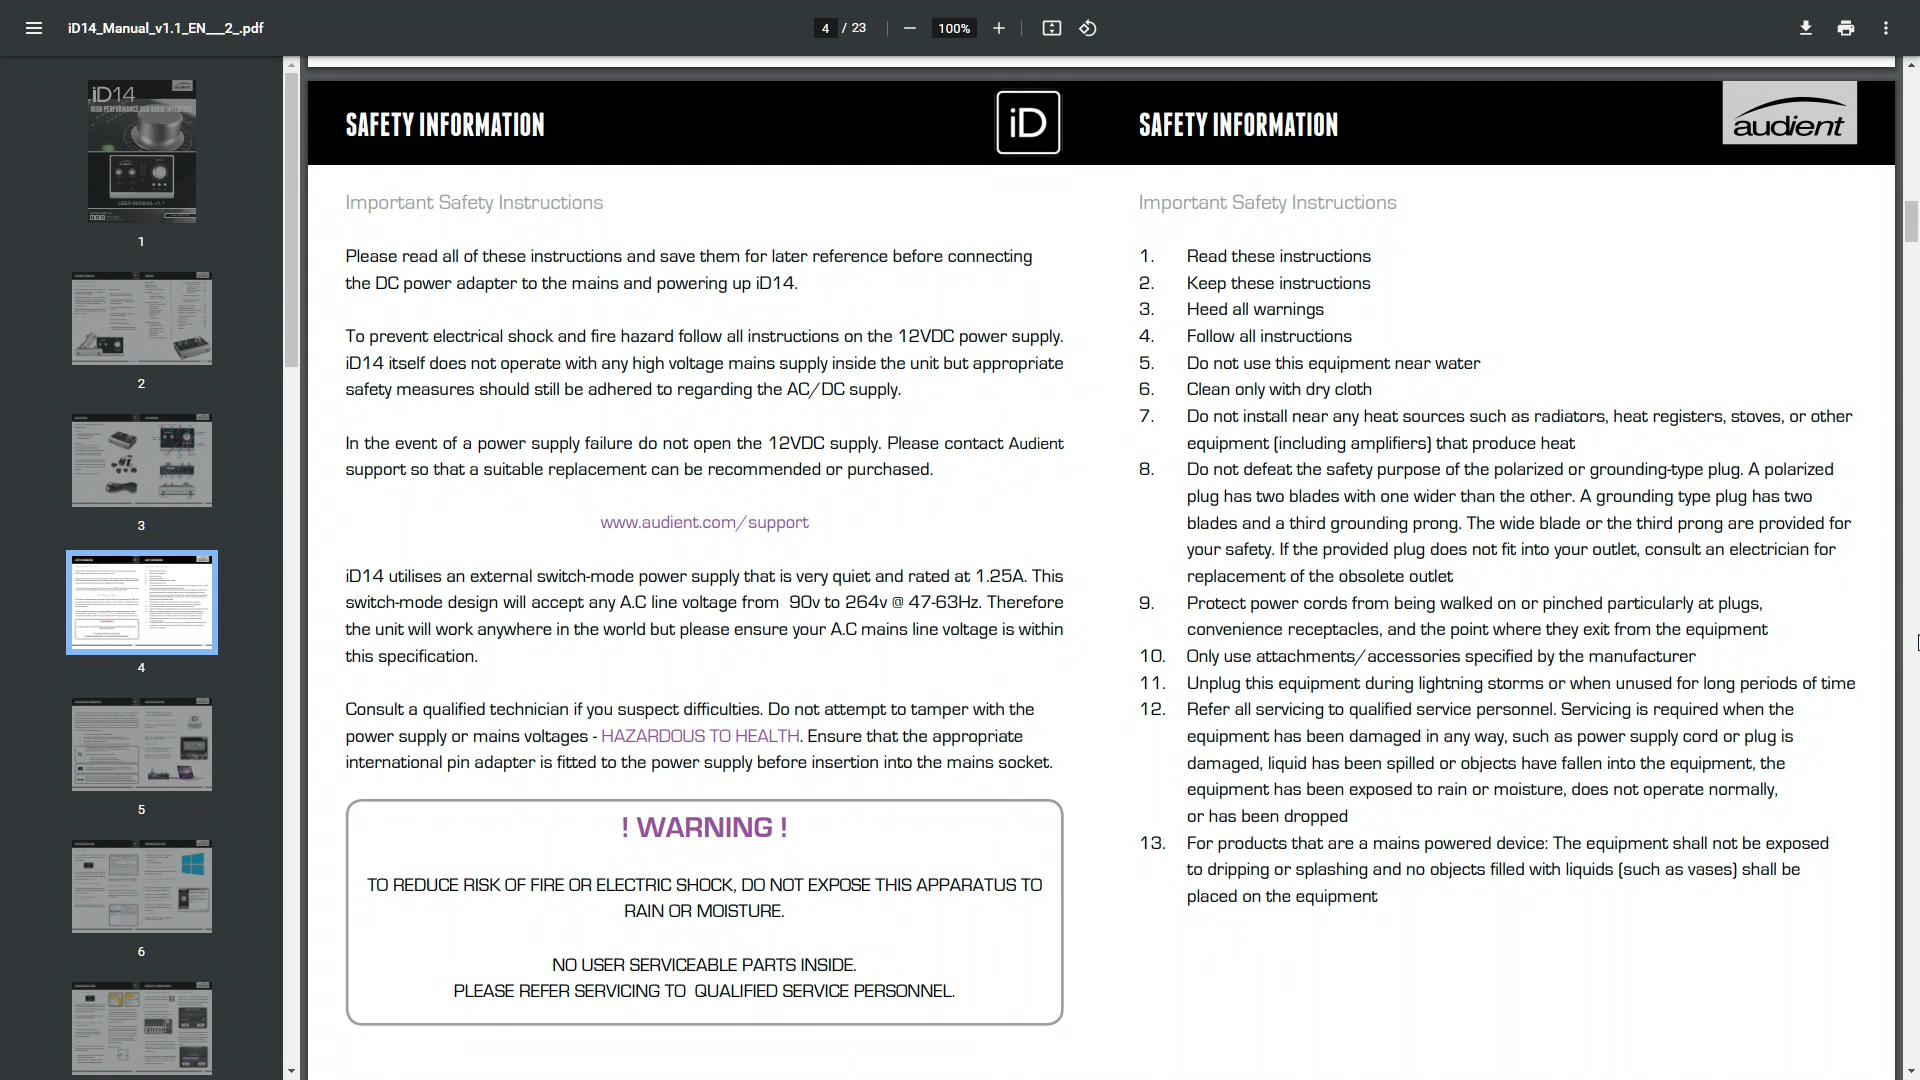 iD14_Manual_v1.1_EN___2_.pdf
4 / 23
100%
iD14
audient
USER MANUAL v1.1
1
2
3
4
5
6
SAFETY INFORMATION
iD
Important Safety Instructions
Please read all of these instructions and save them for later reference before connecting
the DC power adapter to the mains and powering up iD14.
To prevent electrical shock and fire hazard follow all instructions on the 12VDC power supply.
iD14 itself does not operate with any high voltage mains supply inside the unit but appropriate
safety measures should still be adhered to regarding the AC/DC supply.
In the event of a power supply failure do not open the 12VDC supply. Please contact Audient
support so that a suitable replacement can be recommended or purchased.
www.audient.com/support
iD14 utilises an external switch-mode power supply that is very quiet and rated at 1.25A. This
switch-mode design will accept any A.C line voltage from 90v to 264v @ 47-63Hz. Therefore
the unit will work anywhere in the world but please ensure your A.C mains line voltage is within
this specification.
Consult a qualified technician if you suspect difficulties. Do not attempt to tamper with the
power supply or mains voltages - HAZARDOUS TO HEALTH. Ensure that the appropriate
international pin adapter is fitted to the power supply before insertion into the mains socket.
! WARNING !
TO REDUCE RISK OF FIRE OR ELECTRIC SHOCK, DO NOT EXPOSE THIS APPARATUS TO
RAIN OR MOISTURE.
NO USER SERVICEABLE PARTS INSIDE.
PLEASE REFER SERVICING TO QUALIFIED SERVICE PERSONNEL.
SAFETY INFORMATION
audient
Important Safety Instructions
1. Read these instructions
2. Keep these instructions
3. Heed all warnings
4. Follow all instructions
5. Do not use this equipment near water
6. Clean only with dry cloth
7. Do not install near any heat sources such as radiators, heat registers, stoves, or other
equipment (including amplifiers) that produce heat
8. Do not defeat the safety purpose of the polarized or grounding-type plug. A polarized
plug has two blades with one wider than the other. A grounding type plug has two
blades and a third grounding prong. The wide blade or the third prong are provided for
your safety. If the provided plug does not fit into your outlet, consult an electrician for
replacement of the obsolete outlet
9. Protect power cords from being walked on or pinched particularly at plugs,
convenience receptacles, and the point where they exit from the equipment
10. Only use attachments/accessories specified by the manufacturer
11. Unplug this equipment during lightning storms or when unused for long periods of time
12. Refer all servicing to qualified service personnel. Servicing is required when the
equipment has been damaged in any way, such as power supply cord or plug is
damaged, liquid has been spilled or objects have fallen into the equipment, the
equipment has been exposed to rain or moisture, does not operate normally,
or has been dropped
13. For products that are a mains powered device: The equipment shall not be exposed
to dripping or splashing and no objects filled with liquids (such as vases) shall be
placed on the equipment